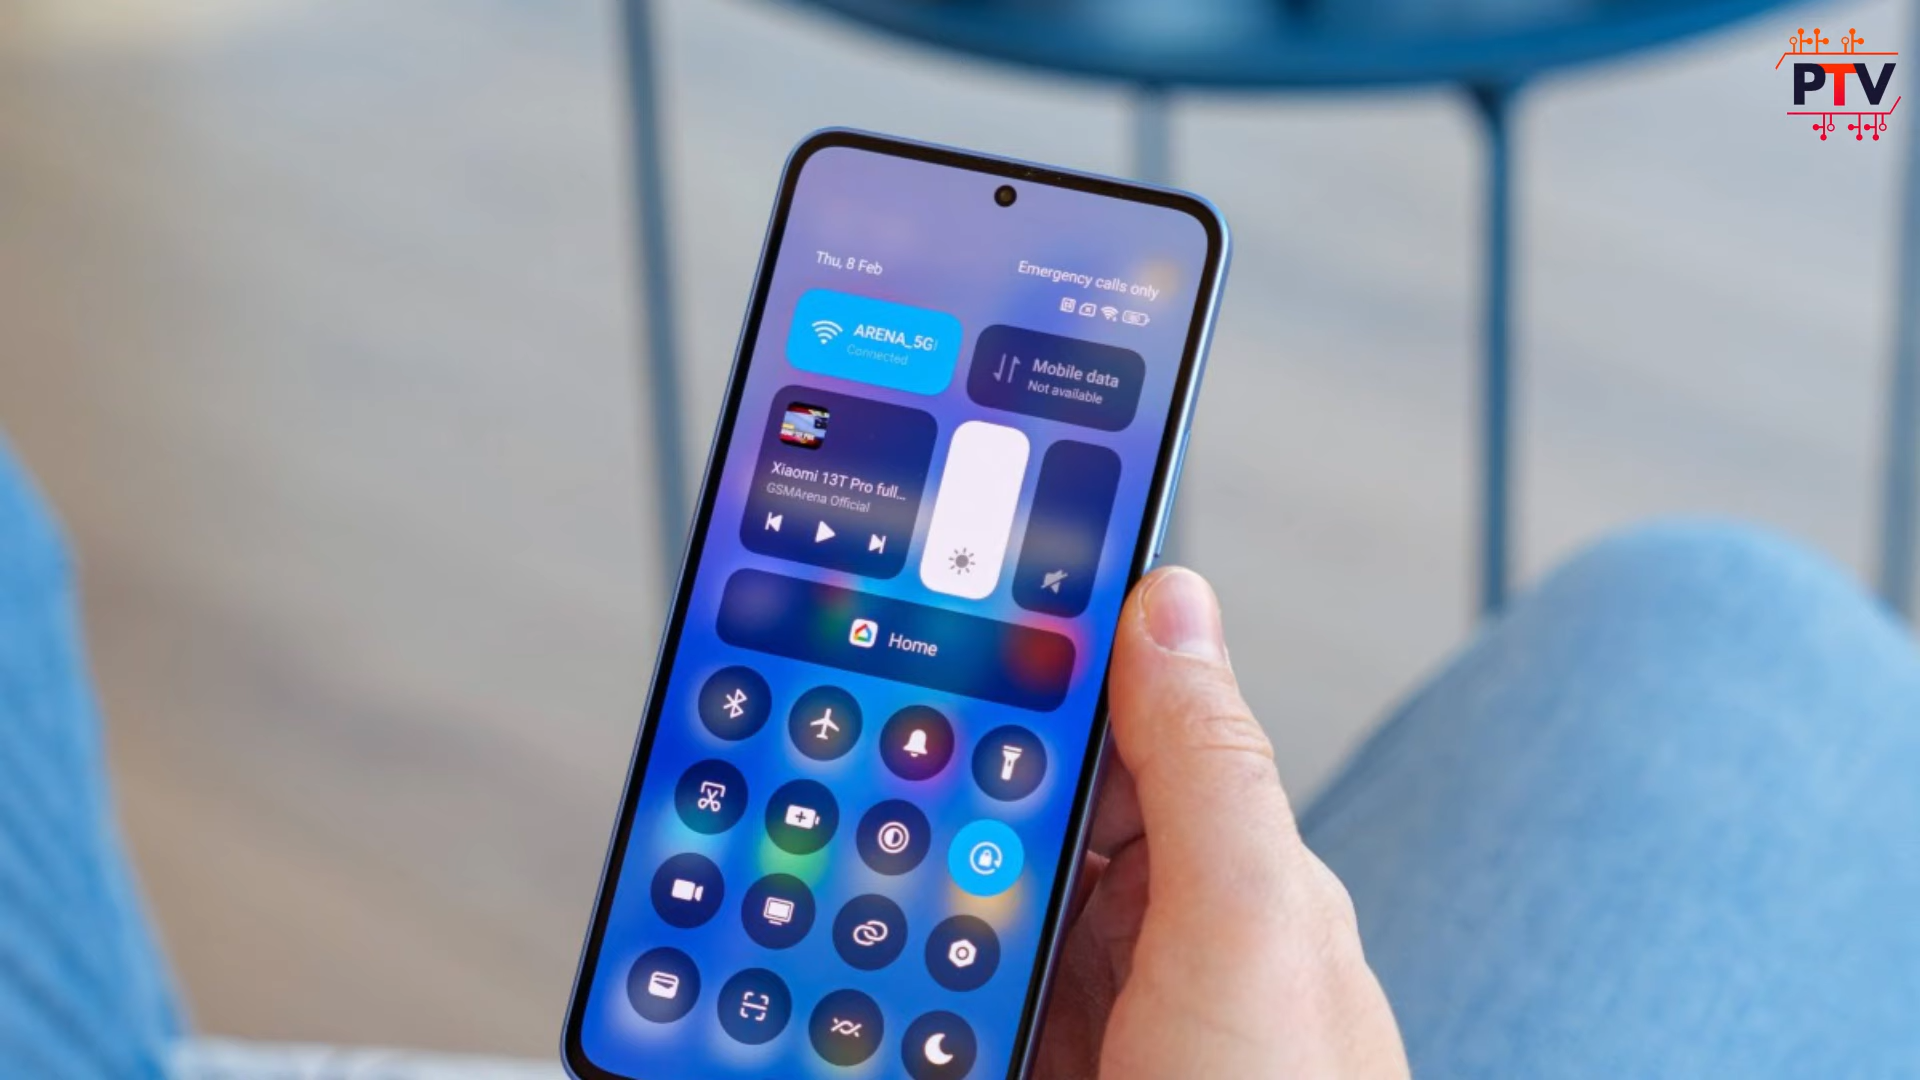 PTV
Thu, 8 Feb
Emergency calls only
ARENA_5G
Connected
Mobile data
Not available
Xiaomi 13T Pro full...
GSMArena Official
Home